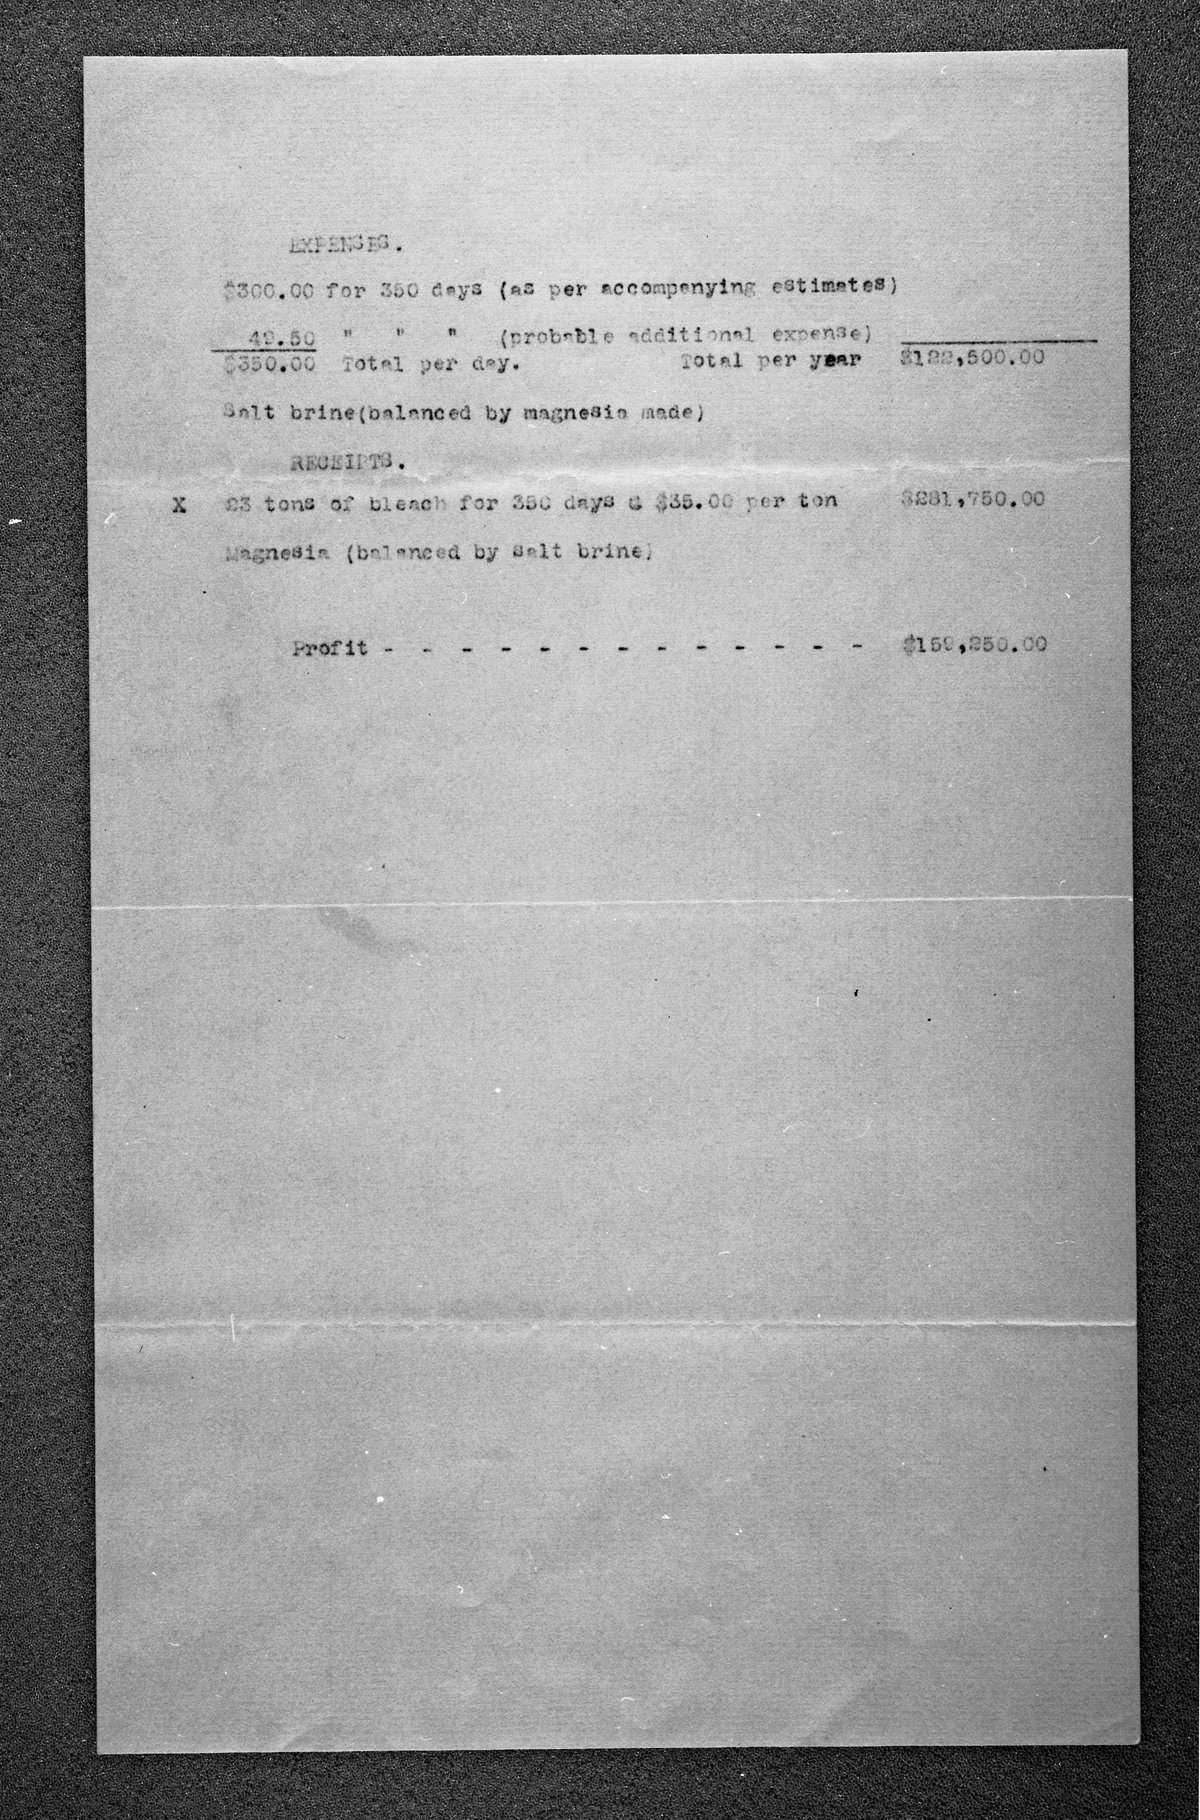 EXPENSES.
$300.00 for 350 days (as per accompanying estimates)
49.50 " " " (probable additional expense)
$350.00 Total per day. Total per year $122,500.00
Salt brine(balanced by magnesia made)
RECEIPTS.
X 23 tons of bleach for 350 days @ $35.00 per ton $281,750.00
Magnesia (balanced by Salt brine)
Profit - - - - - - - - - - - - - $159,250.00